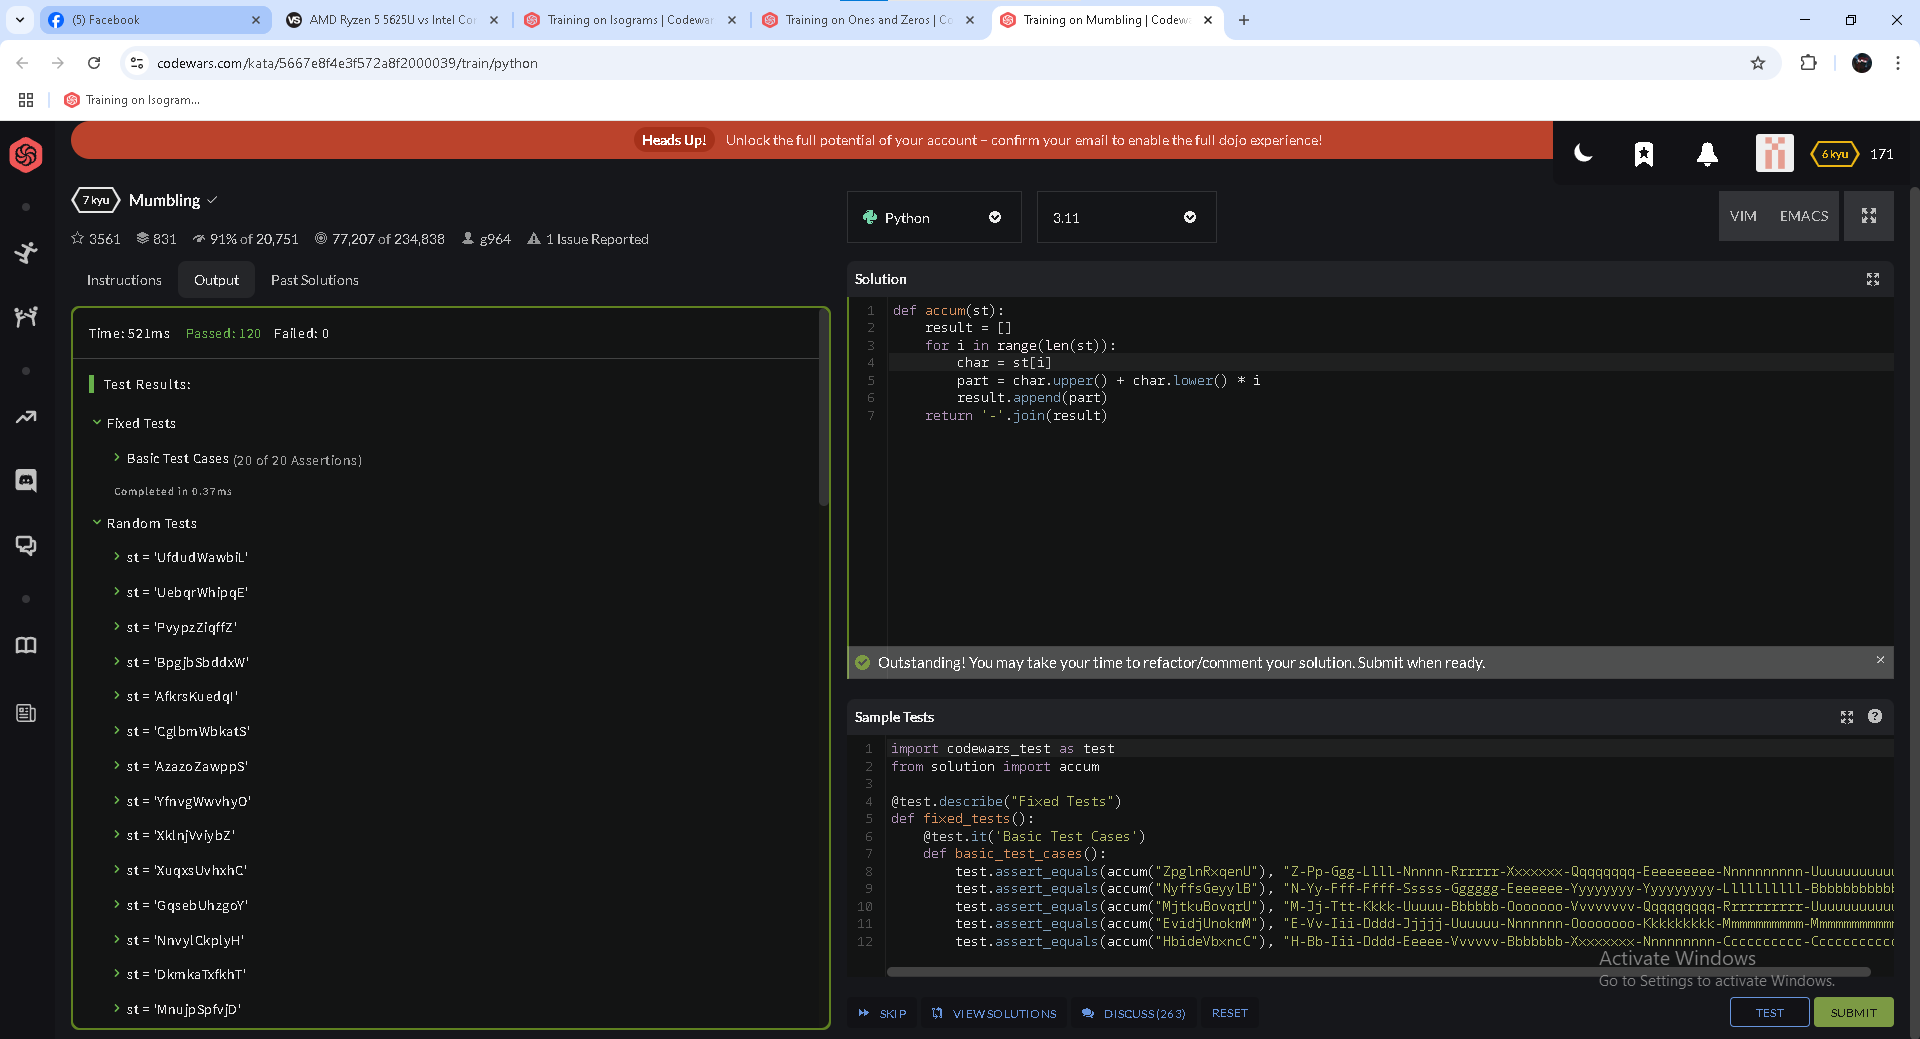 (5) Facebook
AMD Ryzen 5 5625U vs Intel Cor
Training on Isograms | Codewar
Training on Ones and Zeros | Co
Training on Mumbling | Codew
codewars.com/kata/5667e8f4e3f572a8f2000039/train/python
Training on Isogram...
Heads Up! Unlock the full potential of your account – confirm your email to enable the full dojo experience!
6 kyu 171
7 kyu Mumbling
3561 831 91% of 20,751 77,207 of 234,838 g964 1 Issue Reported
Instructions Output Past Solutions
Time: 521ms Passed: 120 Failed: 0
Test Results:
Fixed Tests
Basic Test Cases (20 of 20 Assertions)
Completed in 0.37ms
Random Tests
st = 'UfdudWawbiL'
st = 'UebqrWhipqE'
st = 'PvypzZiqffZ'
st = 'BpgjbSbddxW'
st = 'AfkrsKuedqI'
st = 'CglbmWbkatS'
st = 'AzazoZawppS'
st = 'YfnvgWwvhyO'
st = 'XklnjVviybZ'
st = 'XuqxsUvhxhC'
st = 'GqsebUhzgoY'
st = 'NnvylCkplyH'
st = 'DkmkaTxfkhT'
st = 'MnujpSpfvjD'
Python 3.11 VIM EMACS
Solution
1 def accum(st):
2 result = []
3 for i in range(len(st)):
4 char = st[i]
5 part = char.upper() + char.lower() * i
6 result.append(part)
7 return '-'.join(result)
Outstanding! You may take your time to refactor/comment your solution. Submit when ready.
Sample Tests
1 import codewars_test as test
2 from solution import accum
3
4 @test.describe("Fixed Tests")
5 def fixed_tests():
6 @test.it('Basic Test Cases')
7 def basic_test_cases():
8 test.assert_equals(accum("ZpglnRxqenU"), "Z-Pp-Ggg-Llll-Nnnnn-Rrrrrr-Xxxxxxx-Qqqqqqqq-Eeeeeeeee-Nnnnnnnnnn-Uuuuuuuuuu
9 test.assert_equals(accum("NyffsGeyylB"), "N-Yy-Fff-Ffff-Sssss-Gggggg-Eeeeeee-Yyyyyyyy-Yyyyyyyyy-Llllllllll-Bbbbbbbbbb
10 test.assert_equals(accum("MjtkuBovqrU"), "M-Jj-Ttt-Kkkk-Uuuuu-Bbbbbb-Ooooooo-Vvvvvvvv-Qqqqqqqqq-Rrrrrrrrrr-Uuuuuuuuuu
11 test.assert_equals(accum("EvidjUnokmM"), "E-Vv-Iii-Dddd-Jjjjj-Uuuuuu-Nnnnnnn-Oooooooo-Kkkkkkkkk-Mmmmmmmmmm-Mmmmmmmmmm
12 test.assert_equals(accum("HbideVbxncC"), "H-Bb-Iii-Dddd-Eeeee-Vvvvvv-Bbbbbbb-Xxxxxxxx-Nnnnnnnnn-Cccccccccc-Cccccccccc
Activate Windows
Go to Settings to activate Windows.
SKIP VIEW SOLUTIONS DISCUSS (263) RESET TEST SUBMIT